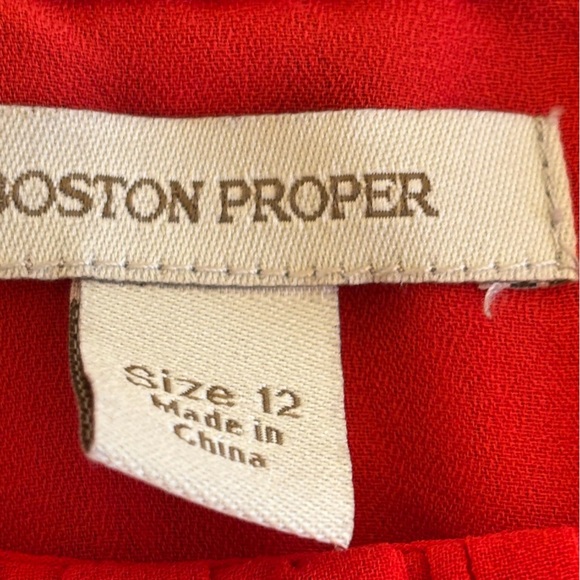 BOSTON PROPER
Size 12
Made in
China